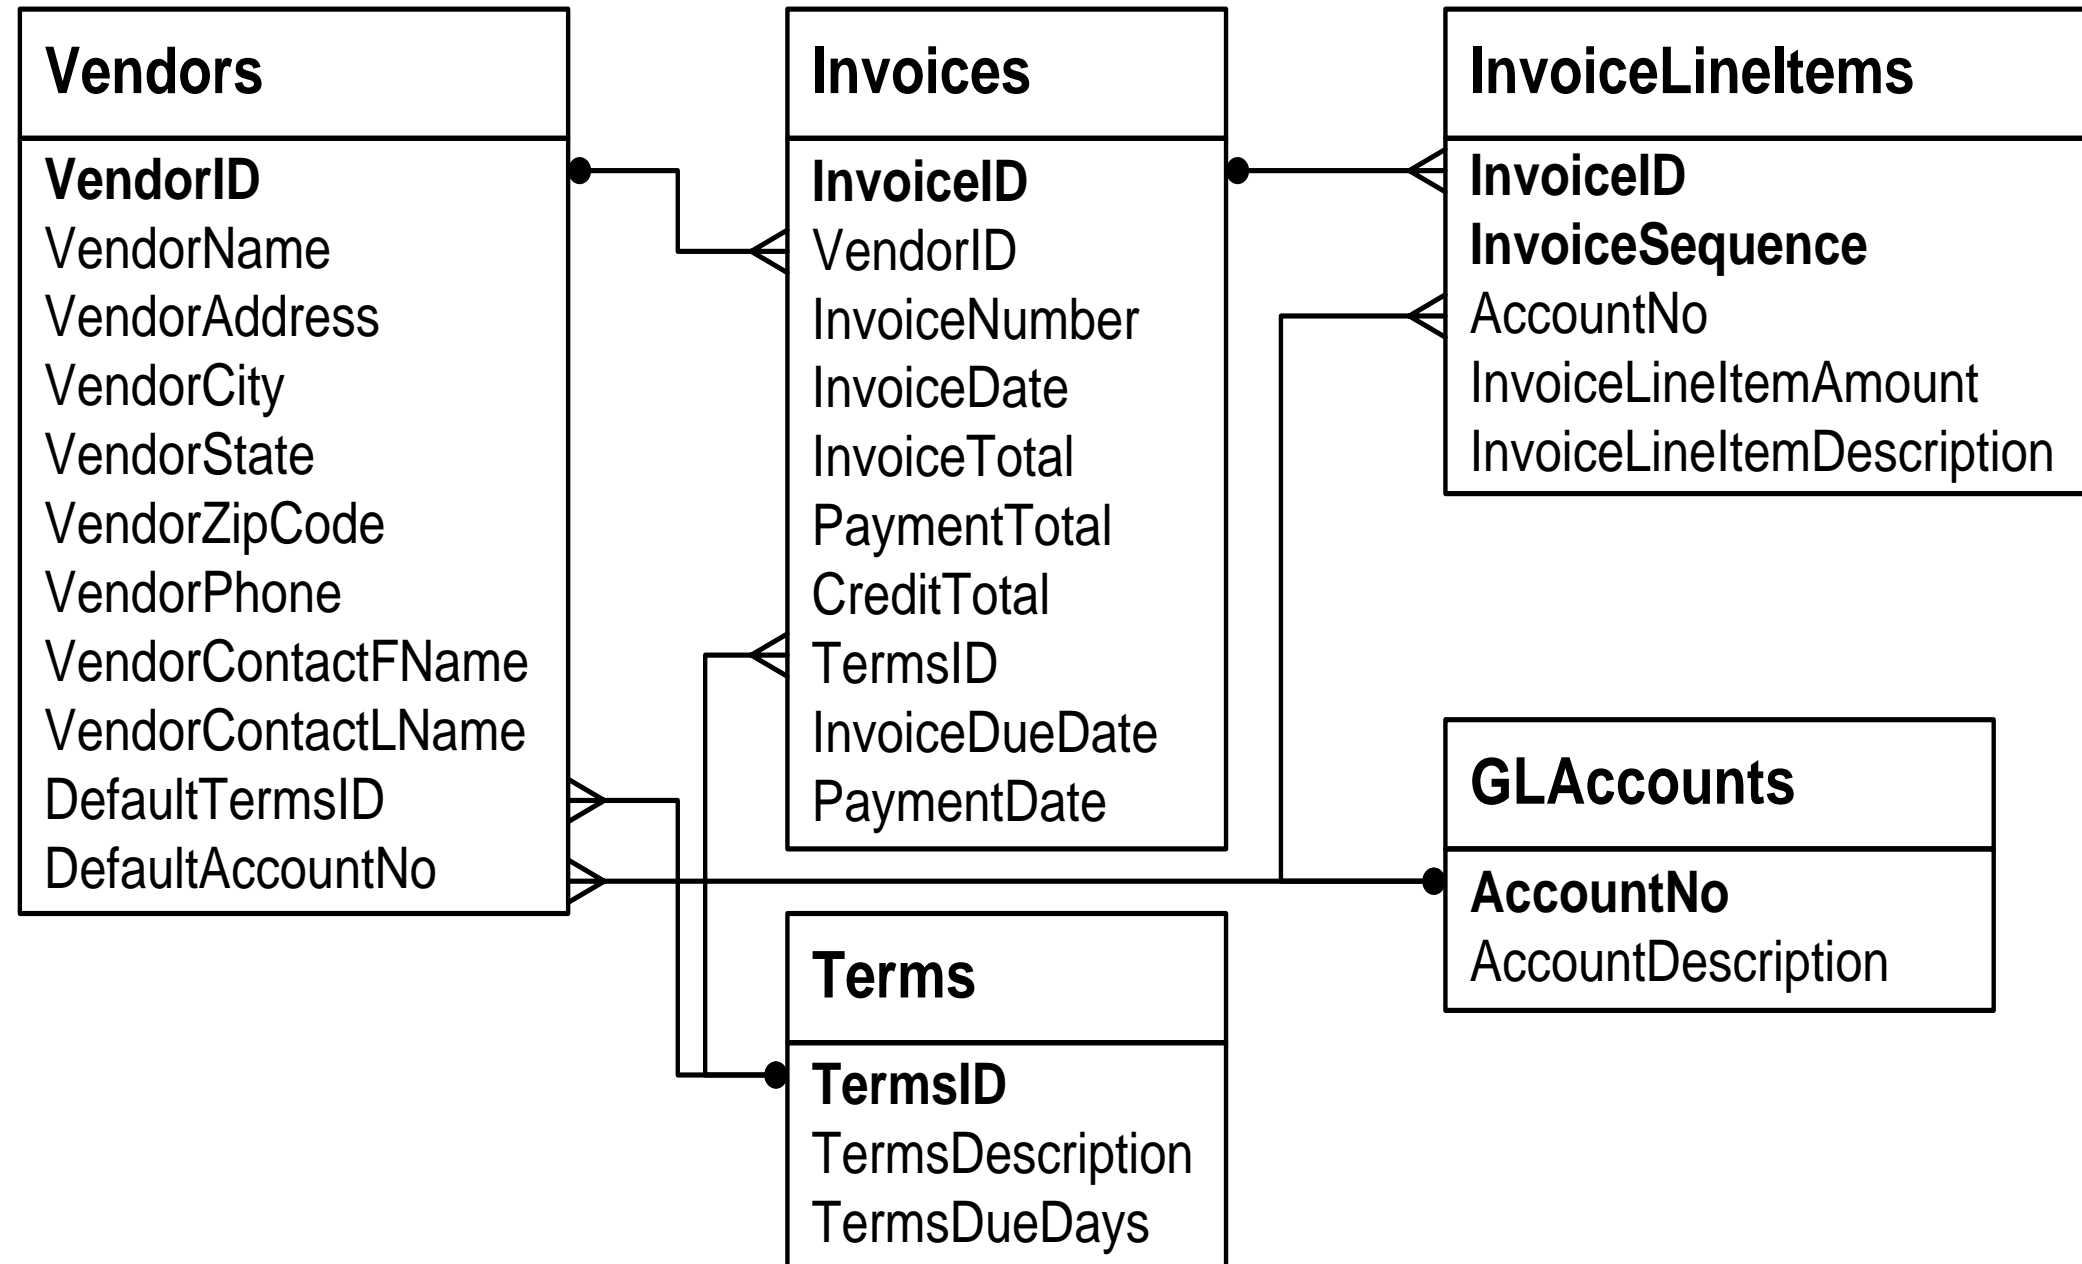 Vendors
VendorID
VendorName
VendorAddress
VendorCity
VendorState
VendorZipCode
VendorPhone
VendorContactFName
VendorContactLName
DefaultTermsID
DefaultAccountNo
Invoices
InvoiceID
VendorID
InvoiceNumber
InvoiceDate
InvoiceTotal
PaymentTotal
CreditTotal
TermsID
InvoiceDueDate
PaymentDate
Terms
TermsID
TermsDescription
TermsDueDays
InvoiceLineItems
InvoiceID
InvoiceSequence
AccountNo
InvoiceLineItemAmount
InvoiceLineItemDescription
GLAccounts
AccountNo
AccountDescription